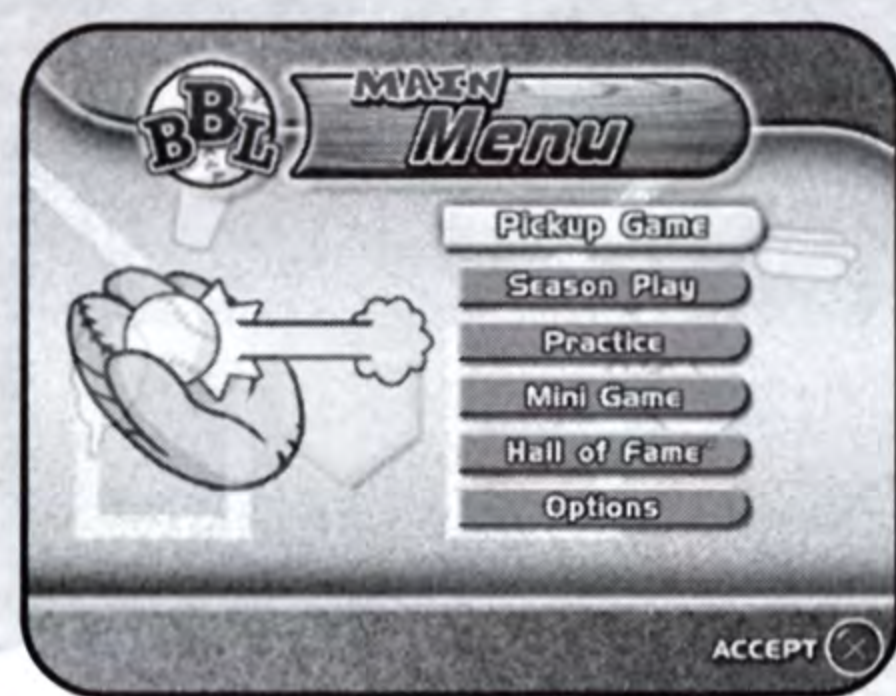 BBL
MAIN
Menu
Pickup Game
Season Play
Practice
Mini Game
Hall of Fame
Options
ACCEPT